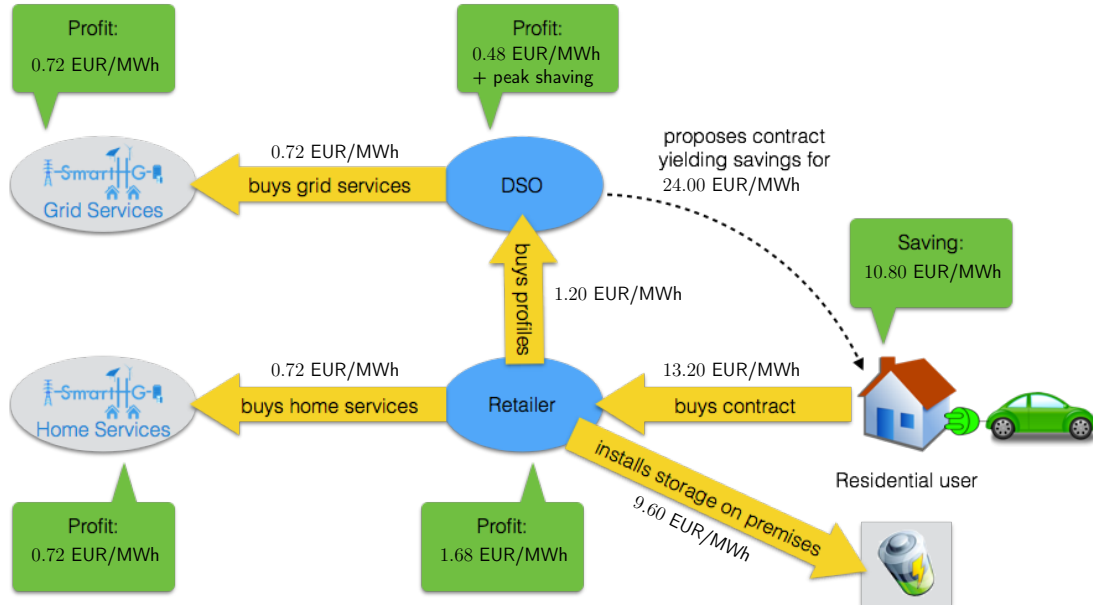 Profit:
0.72 EUR/MWh
Profit:
0.48 EUR/MWh
+ peak shaving
proposes contract
yielding savings for
24.00 EUR/MWh
0.72 EUR/MWh
buys grid services
SmartHG
Grid Services
DSO
Saving:
10.80 EUR/MWh
buys profiles
1.20 EUR/MWh
0.72 EUR/MWh
buys home services
SmartHG
Home Services
Retailer
13.20 EUR/MWh
buys contract
Residential user
installs storage on premises
9.60 EUR/MWh
Profit:
0.72 EUR/MWh
Profit:
1.68 EUR/MWh